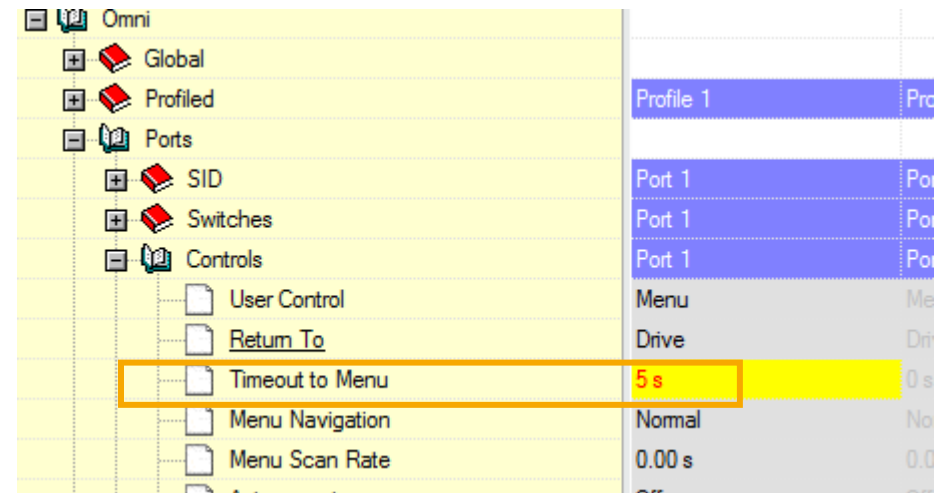 Omni
Global
Profiled Profile 1
Ports
SID Port 1
Switches Port 1
Controls Port 1
User Control Menu
Return To Drive
Timeout to Menu 5 s 0 s
Menu Navigation Normal
Menu Scan Rate 0.00 s